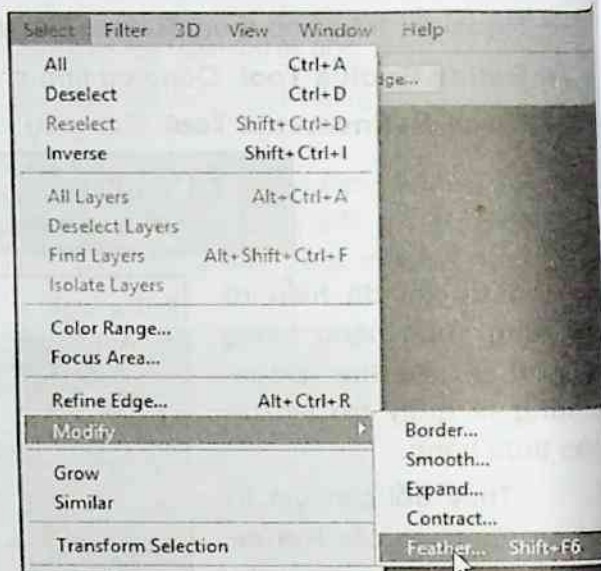 Select Filter 3D View Window Help
All Ctrl+A
Deselect Ctrl+D
Reselect Shift+Ctrl+D
Inverse Shift+Ctrl+I
All Layers Alt+Ctrl+A
Deselect Layers
Find Layers Alt+Shift+Ctrl+F
Isolate Layers
Color Range...
Focus Area...
Refine Edge... Alt+Ctrl+R
Modify
Grow
Similar
Transform Selection
dge...
Border...
Smooth...
Expand...
Contract...
Feather... Shift+F6